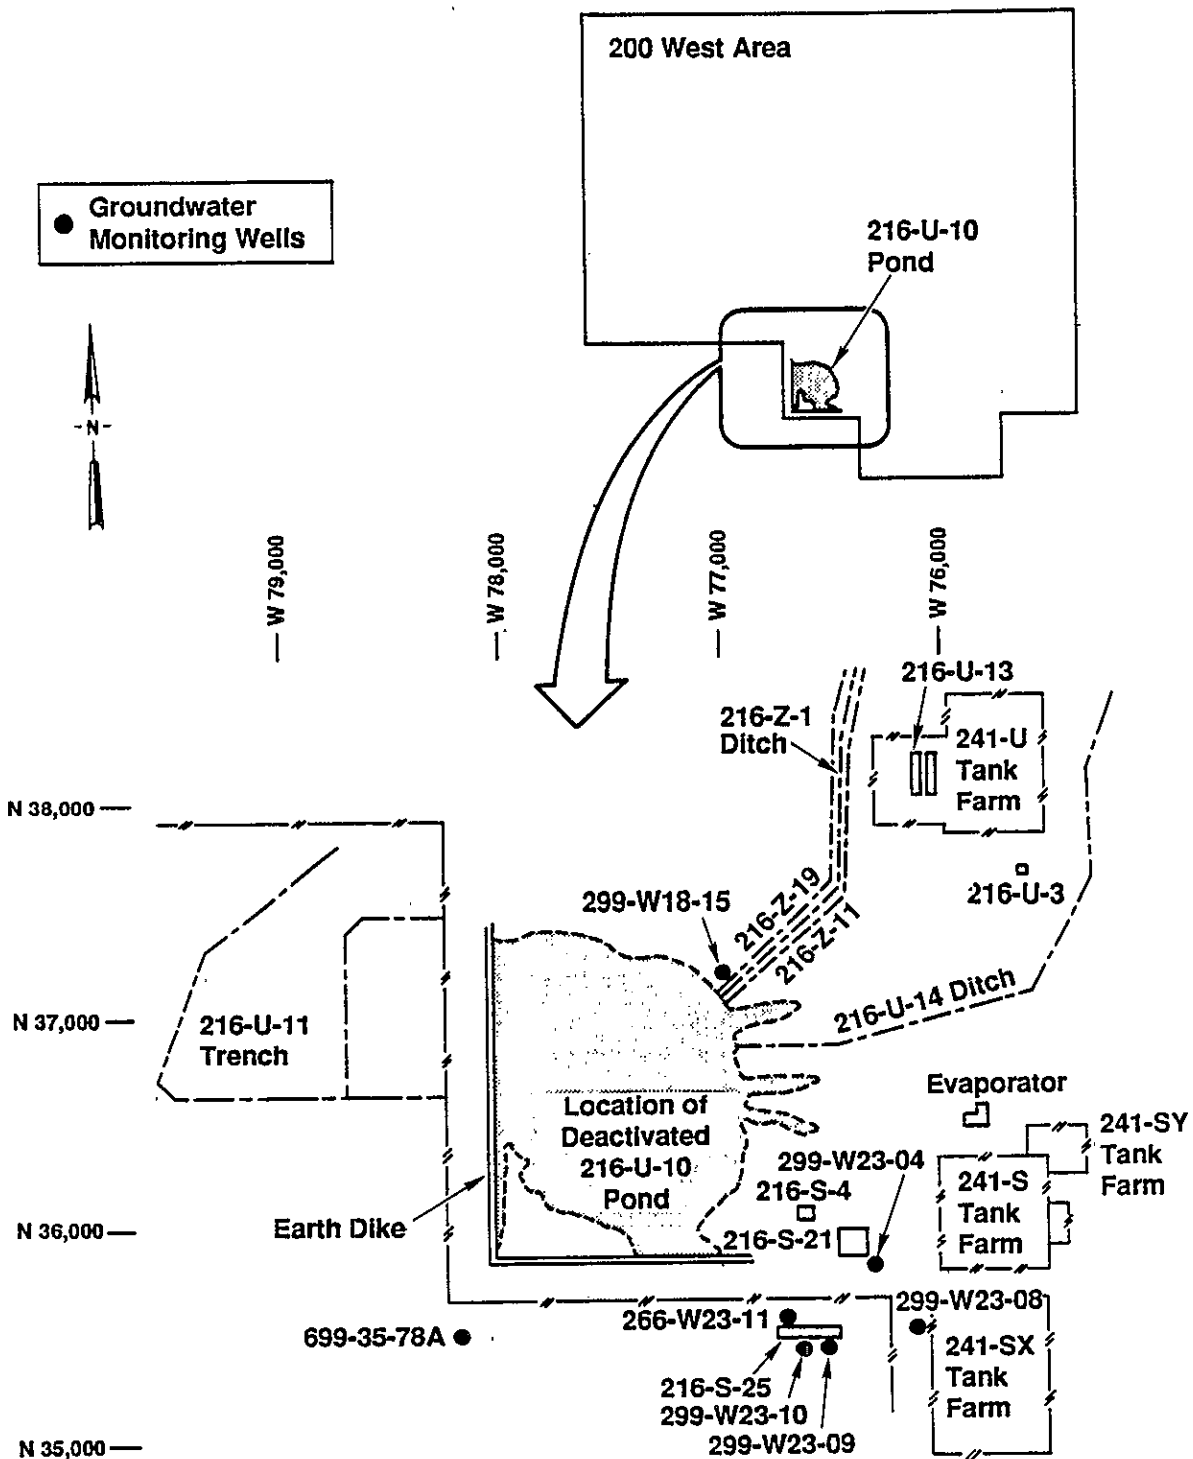 200 West Area
Groundwater
Monitoring Wells
216-U-10
Pond
-N-
W 79,000
W 78,000
W 77,000
W 76,000
216-U-13
216-Z-1
Ditch
241-U
Tank
Farm
N 38,000
299-W18-15
216-Z-19
216-Z-11
216-U-3
N 37,000
216-U-11
Trench
216-U-14 Ditch
Evaporator
Location of
Deactivated
216-U-10
Pond
241-SY
Tank
Farm
299-W23-04
216-S-4
241-S
Tank
Farm
Earth Dike
216-S-21
N 36,000
299-W23-08
266-W23-11
699-35-78A
241-SX
Tank
Farm
216-S-25
299-W23-10
299-W23-09
N 35,000